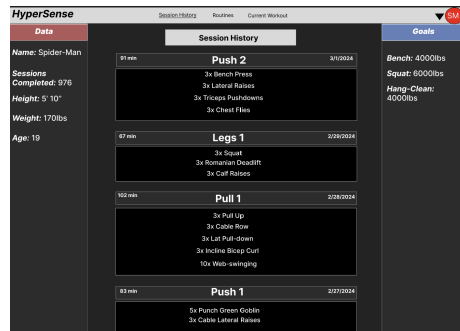 HyperSense
Session History Routines Current Workout
SM
Data
Name: Spider-Man
Sessions
Completed: 976
Height: 5' 10"
Weight: 170lbs
Age: 19
Session History
91 min Push 2 3/1/2024
3x Bench Press
3x Lateral Raises
3x Triceps Pushdowns
3x Chest Flies
67 min Legs 1 2/29/2024
3x Squat
3x Romanian Deadlift
3x Calf Raises
102 min Pull 1 2/28/2024
3x Pull Up
3x Cable Row
3x Lat Pull-down
3x Incline Bicep Curl
10x Web-swinging
83 min Push 1 2/27/2024
5x Punch Green Goblin
3x Cable Lateral Raises
Goals
Bench: 4000lbs
Squat: 6000lbs
Hang-Clean:
4000lbs